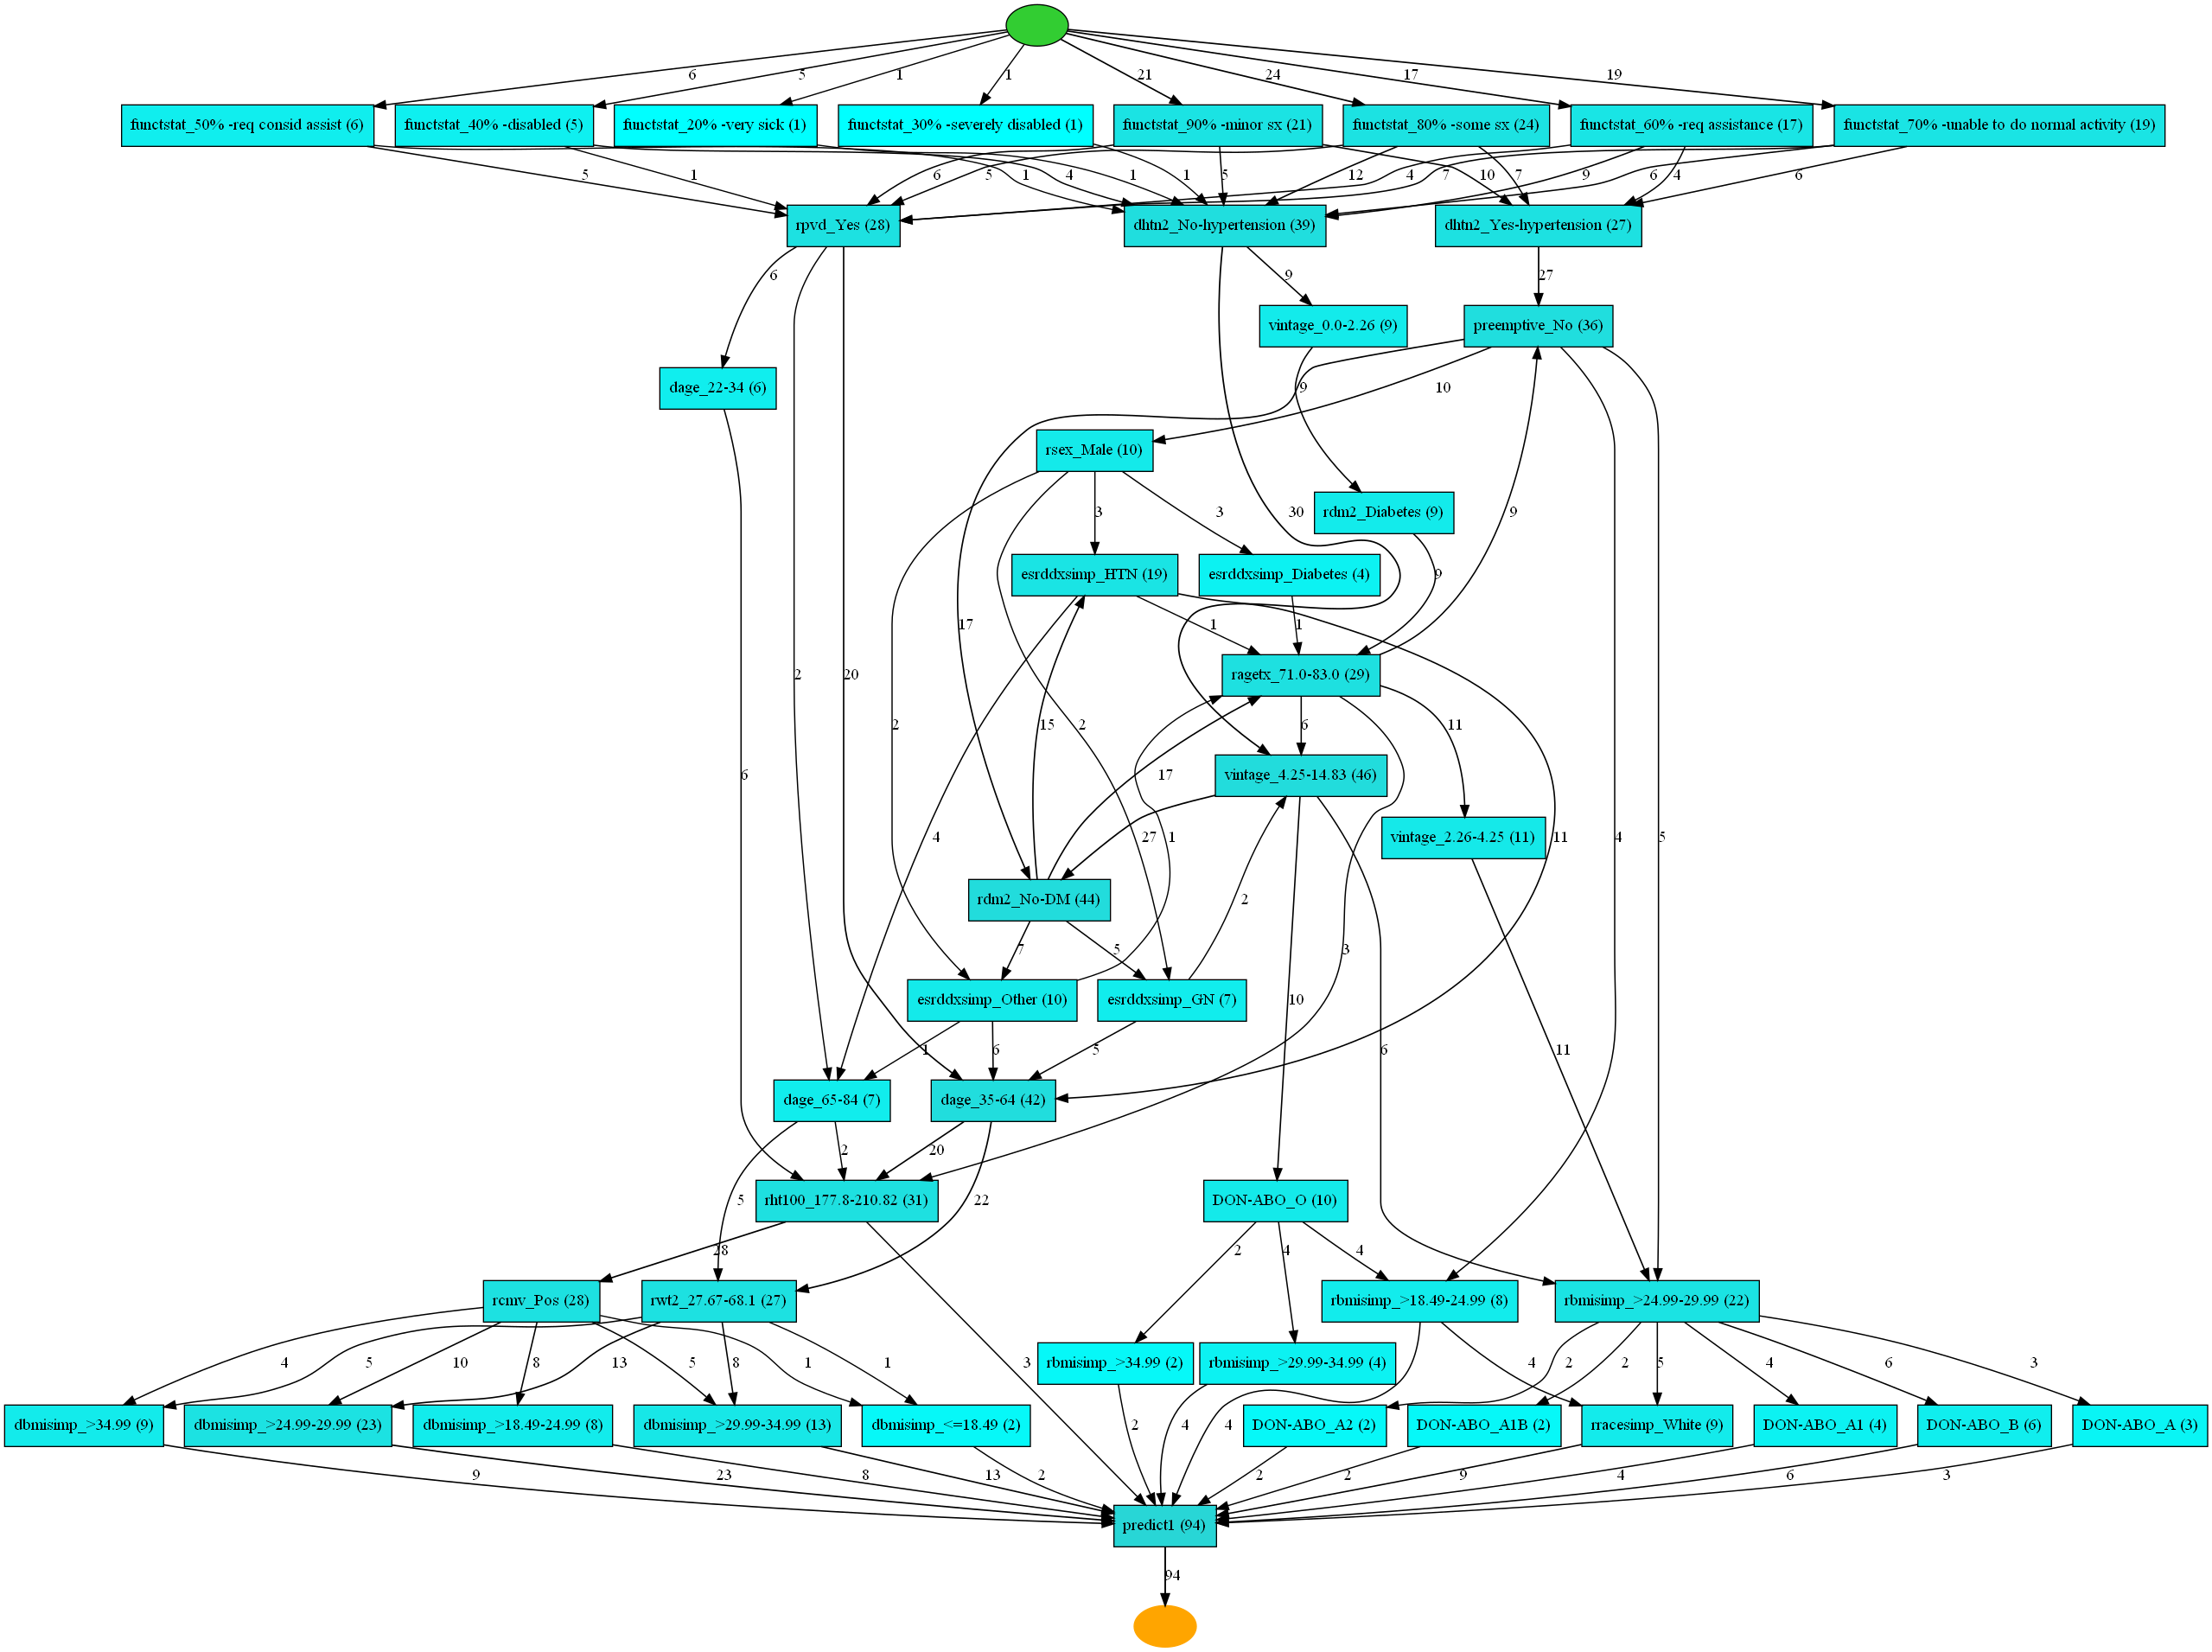 6
5
1
1
21
24
17
19
functstat_50% -req consid assist (6)
functstat_40% -disabled (5)
functstat_20% -very sick (1)
functstat_30% -severely disabled (1)
functstat_90% -minor sx (21)
functstat_80% -some sx (24)
functstat_60% -req assistance (17)
functstat_70% -unable to do normal activity (19)
5
1
6
5
1
4
1
1
5
12
4
7
10
7
9
6
4
6
rpvd_Yes (28)
dhtn2_No-hypertension (39)
dhtn2_Yes-hypertension (27)
6
9
27
vintage_0.0-2.26 (9)
preemptive_No (36)
dage_22-34 (6)
9
10
rsex_Male (10)
rdm2_Diabetes (9)
3
3
30
9
esrddxsimp_HTN (19)
esrddxsimp_Diabetes (4)
9
17
1
1
ragetx_71.0-83.0 (29)
2
20
2
15
2
6
11
6
17
vintage_4.25-14.83 (46)
4
27
1
vintage_2.26-4.25 (11)
11
4
5
rdm2_No-DM (44)
7
5
2
3
esrddxsimp_Other (10)
esrddxsimp_GN (7)
10
1
6
5
6
11
dage_65-84 (7)
dage_35-64 (42)
2
20
5
rht100_177.8-210.82 (31)
22
DON-ABO_O (10)
28
2
4
4
rcmv_Pos (28)
rwt2_27.67-68.1 (27)
rbmisimp_>18.49-24.99 (8)
rbmisimp_>24.99-29.99 (22)
4
5
10
8
13
5
8
1
1
3
rbmisimp_>34.99 (2)
rbmisimp_>29.99-34.99 (4)
4
2
2
5
4
6
3
dbmisimp_>34.99 (9)
dbmisimp_>24.99-29.99 (23)
dbmisimp_>18.49-24.99 (8)
dbmisimp_>29.99-34.99 (13)
dbmisimp_<=18.49 (2)
2
4
4
DON-ABO_A2 (2)
DON-ABO_A1B (2)
rracesimp_White (9)
DON-ABO_A1 (4)
DON-ABO_B (6)
DON-ABO_A (3)
9
23
8
13
2
2
2
9
4
6
3
predict1 (94)
94